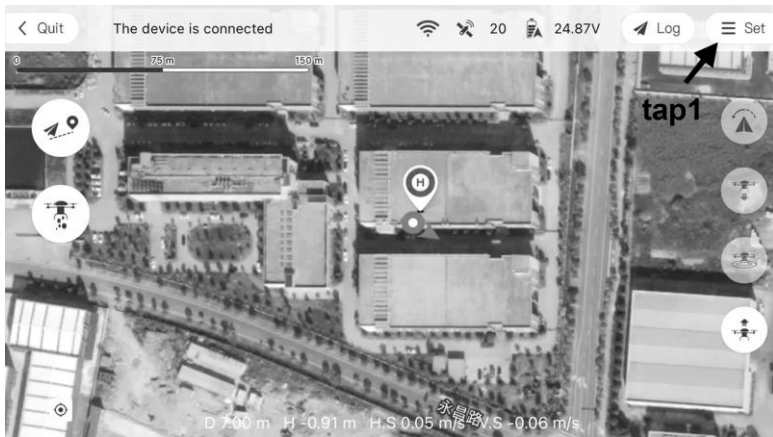 Quit The device is connected 20 24.87V Log Set
0 75 m 150 m
tap1
H
永昌路
D 7.00 m H -0.91 m H.S 0.05 m/s V.S -0.06 m/s